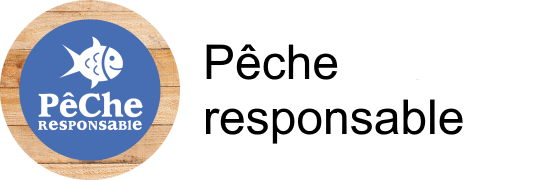 PêChe
RESPONSABlE
Pêche
responsable